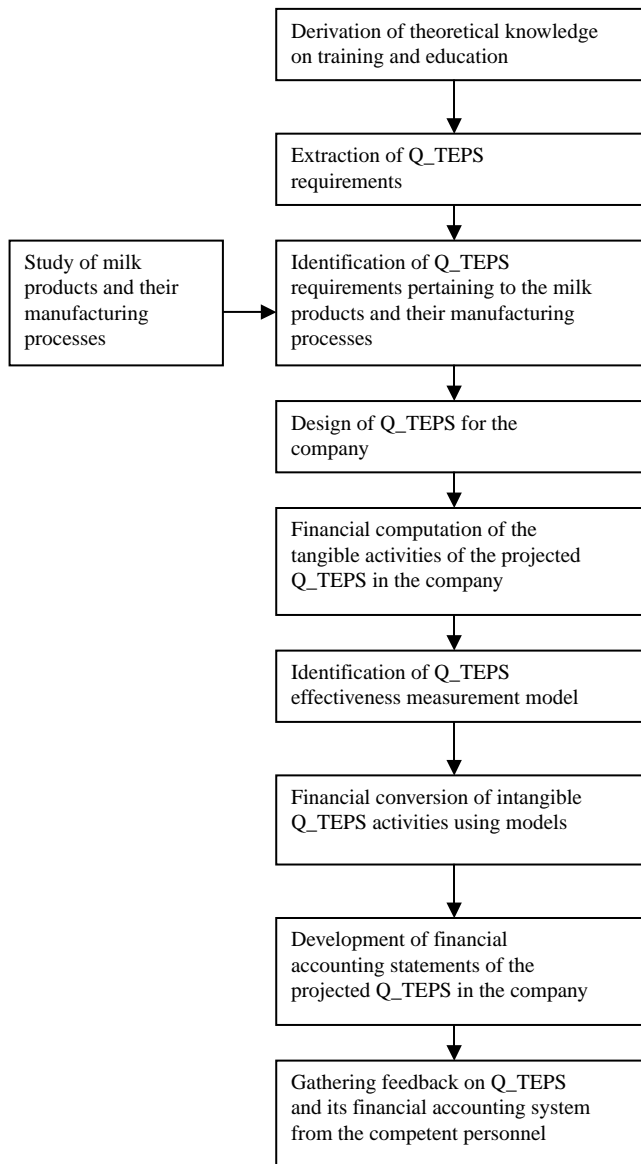 Derivation of theoretical knowledge
on training and education
Extraction of Q_TEPS
requirements
Study of milk
products and their
manufacturing
processes
Identification of Q_TEPS
requirements pertaining to the milk
products and their manufacturing
processes
Design of Q_TEPS for the
company
Financial computation of the
tangible activities of the projected
Q_TEPS in the company
Identification of Q_TEPS
effectiveness measurement model
Financial conversion of intangible
Q_TEPS activities using models
Development of financial
accounting statements of the
projected Q_TEPS in the company
Gathering feedback on Q_TEPS
and its financial accounting system
from the competent personnel